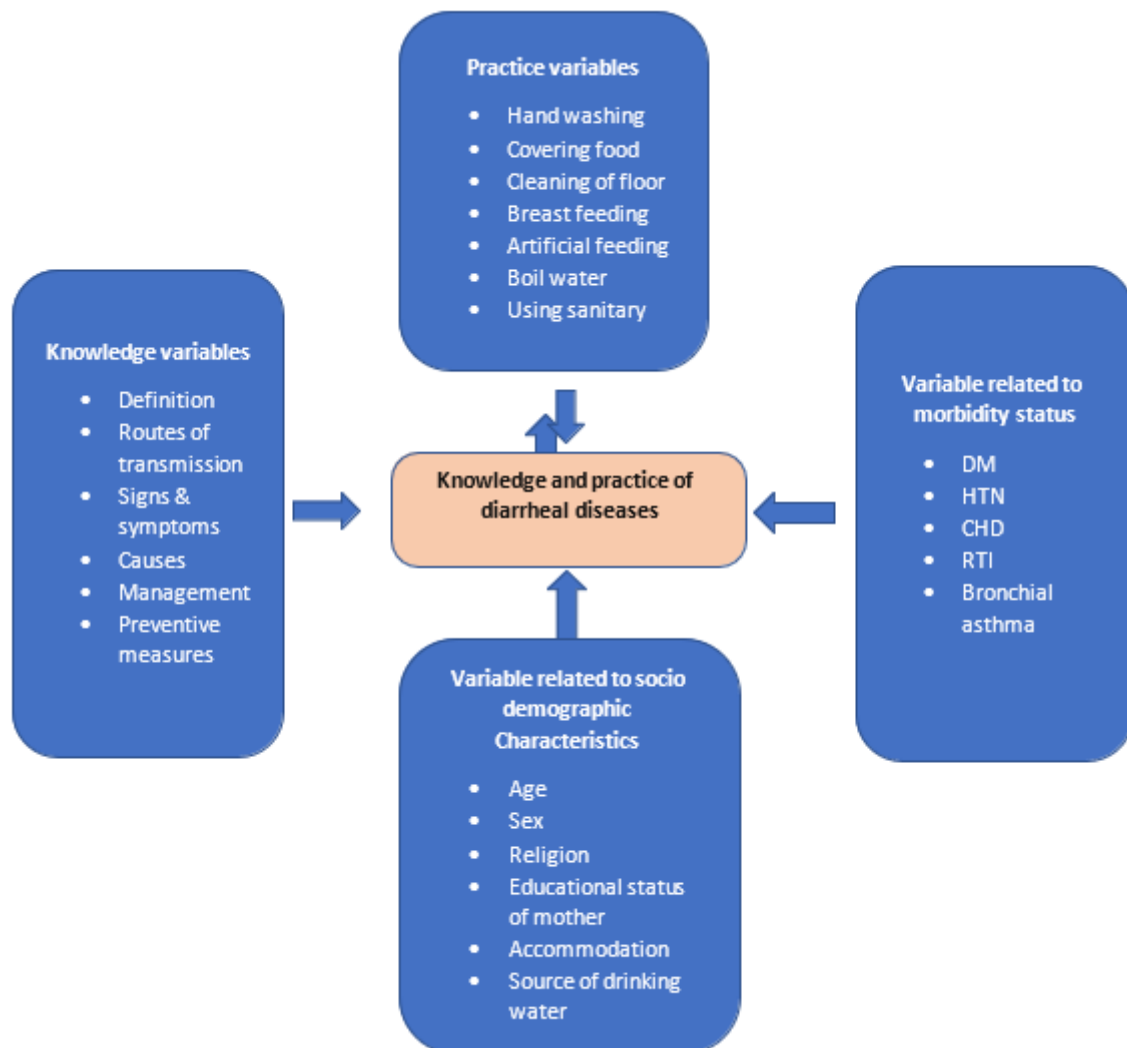 Practice variables
• Hand washing
• Covering food
• Cleaning of floor
• Breast feeding
• Artificial feeding
• Boil water
• Using sanitary
Knowledge variables
• Definition
• Routes of
transmission
• Signs &
symptoms
• Causes
• Management
• Preventive
measures
Knowledge and practice of
diarrheal diseases
Variable related to
morbidity status
• DM
• HTN
• CHD
• RTI
• Bronchial
asthma
Variable related to socio
demographic
Characteristics
• Age
• Sex
• Religion
• Educational status
of mother
• Accommodation
• Source of drinking
water